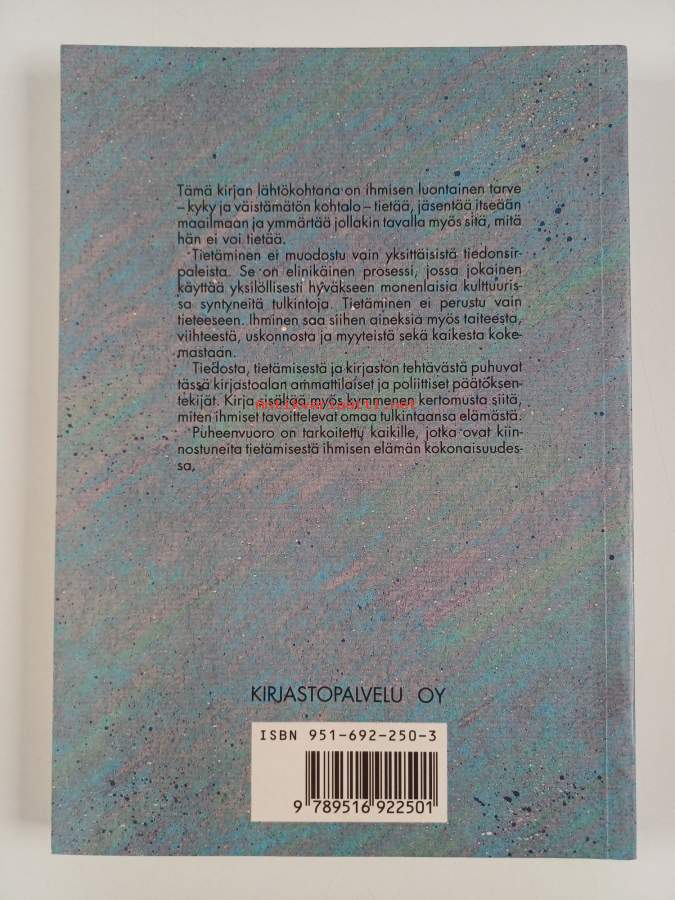 Tämä kirjan lähtökohtana on ihmisen luontainen tarve
– kyky ja väistämätön kohtalo – tietää, jäsentää itseään
maailmaan ja ymmärtää jollakin tavalla myös sitä, mitä
hän ei voi tietää.
Tietäminen ei muodostu vain yksittäisistä tiedonsir-
paleista. Se on elinikäinen prosessi, jossa jokainen
käyttää yksilöllisesti hyväkseen monenlaisia kulttuuris-
sa syntyneitä tulkintoja. Tietäminen ei perustu vain
tieteeseen. Ihminen saa siihen aineksia myös taiteesta,
viihteestä, uskonnosta ja myyteistä sekä kaikesta koke-
mastaan.
Tiedosta, tietämisestä ja kirjaston tehtävästä puhuvat
tässä kirjastoalan ammattilaiset ja poliittiset päätöksen-
tekijät. Kirja sisältää myös kymmenen kertomusta siitä,
antikvariaatti.net
miten ihmiset tavoittelevat omaa tulkintaansa elämästä.
Puheenvuoro on tarkoitettu kaikille, jotka ovat kiin-
nostuneita tietämisestä ihmisen elämän kokonaisuudes-
sa,
KIRJASTOPALVELU OY
ISBN 951-692-250-3
9 789516 922501